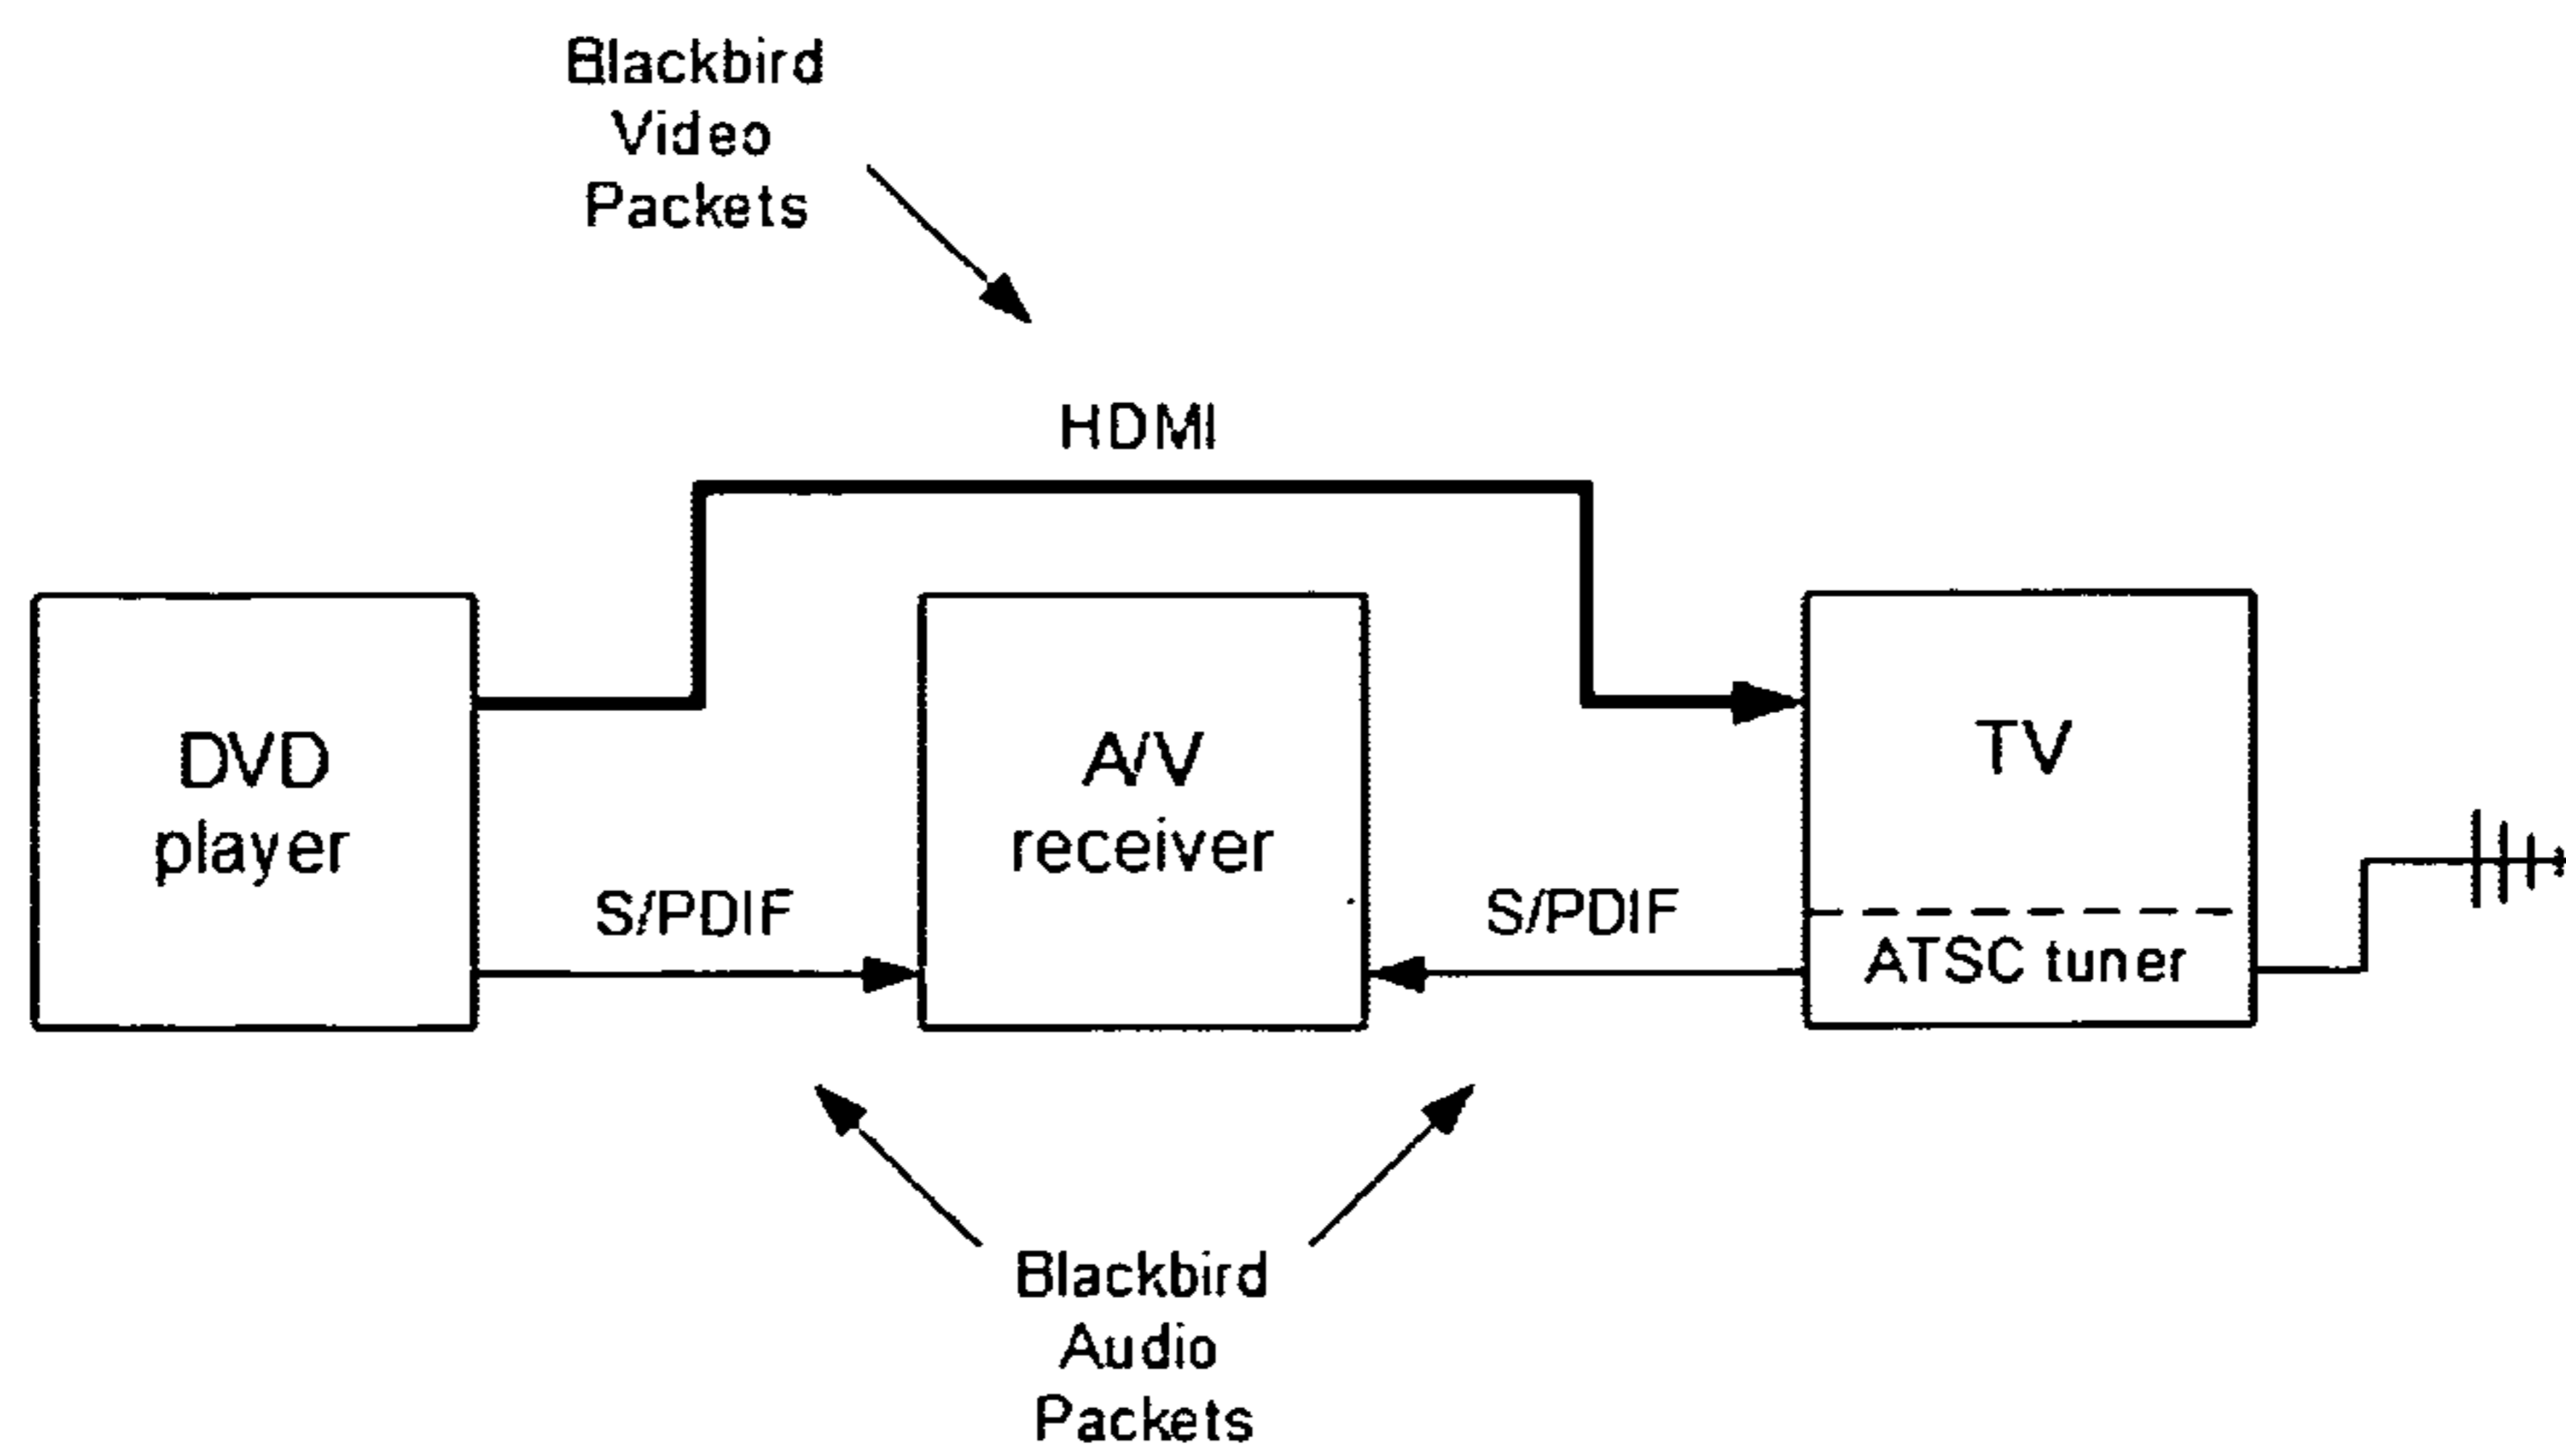 Blackbird
Video
Packets
HDMI
DVD
player
A/V
receiver
TV
S/PDIF
S/PDIF
ATSC tuner
Blackbird
Audio
Packets